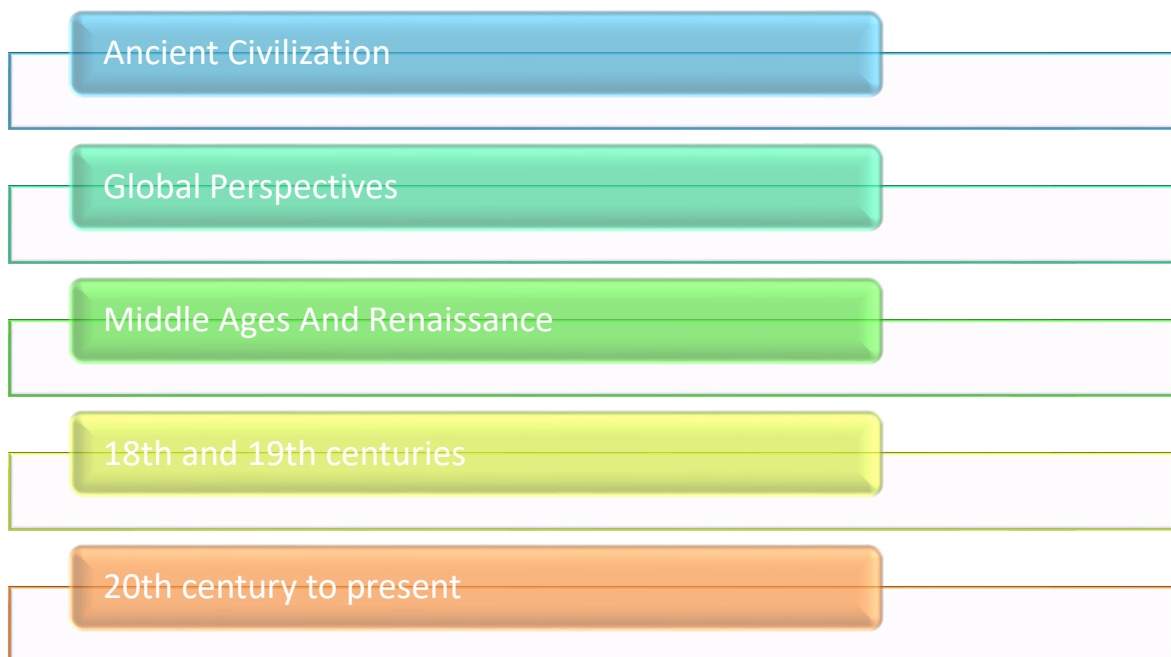 Ancient Civilization
Global Perspectives
Middle Ages And Renaissance
18th and 19th centuries
20th century to present